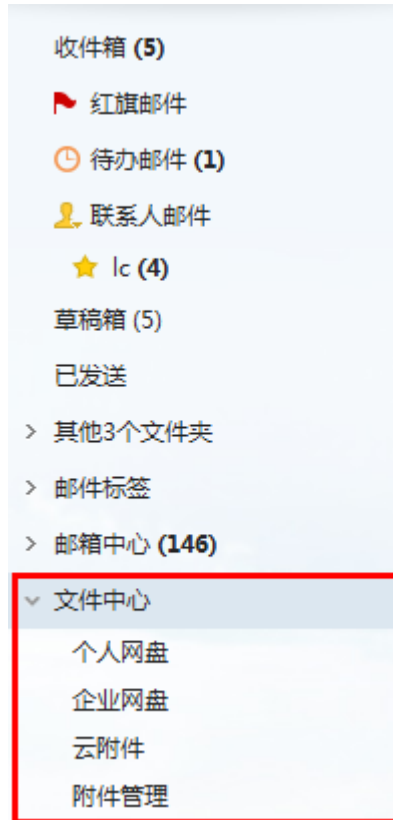 收件箱 (5)
红旗邮件
待办邮件 (1)
联系人邮件
lc (4)
草稿箱 (5)
已发送
其他3个文件夹
邮件标签
邮箱中心 (146)
文件中心
个人网盘
企业网盘
云附件
附件管理